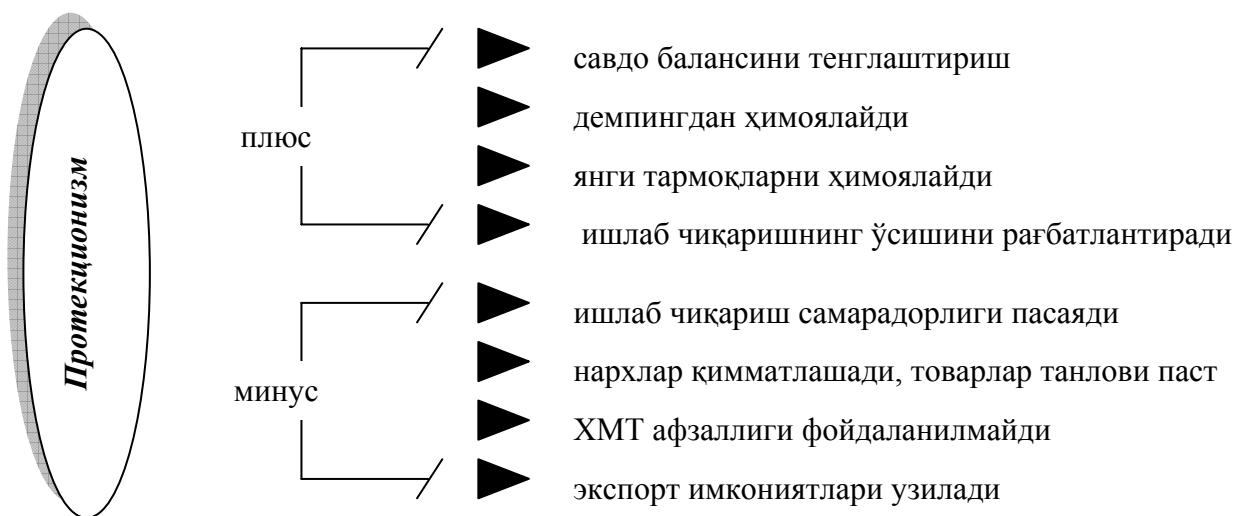 Протекционизм
плюс
савдо балансини тенглаштириш
демпингдан ҳимоялайди
янги тармоқларни ҳимоялайди
ишлаб чиқаришнинг ўсишини рағбатлантиради
минус
ишлаб чиқариш самарадорлиги пасаяди
нархлар қимматлашади, товарлар танлови паст
ХМТ афзаллиги фойдаланилмайди
экспорт имкониятлари узилади